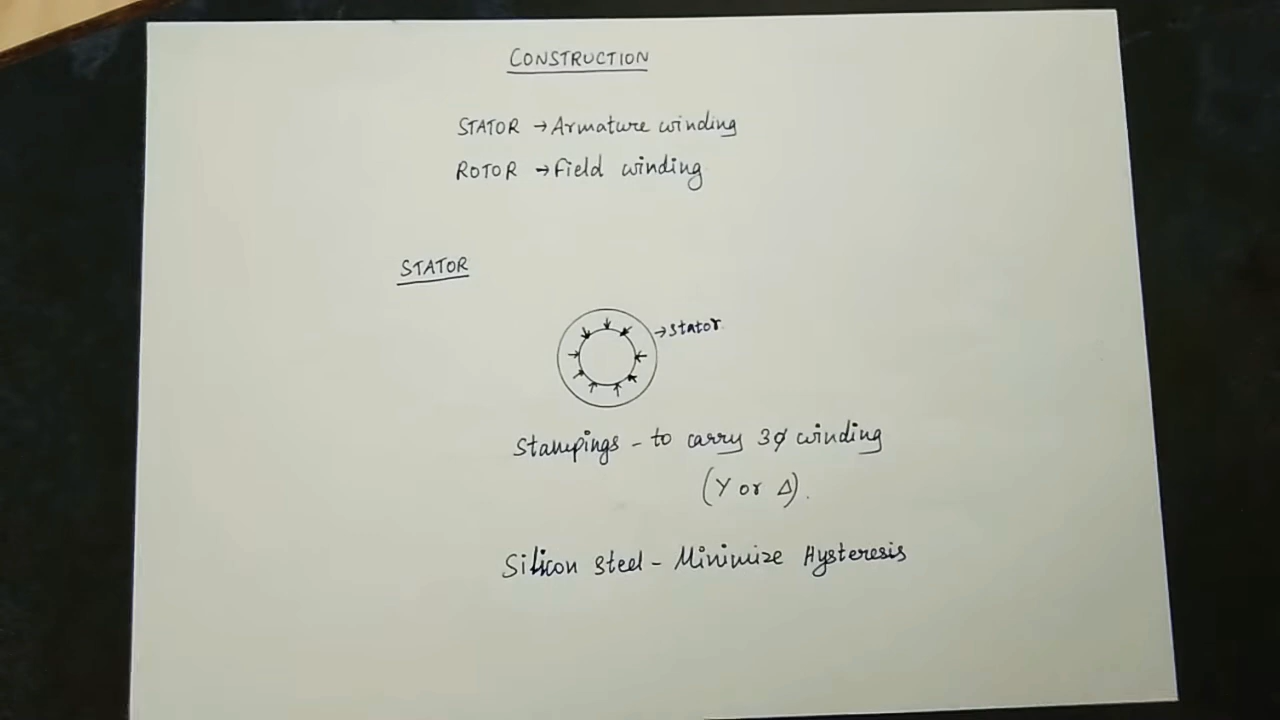 CONSTRUCTION
STATOR → Armature winding
ROTOR → Field winding
STATOR
→ Stator
Stampings - to carry 3ϕ winding
(Y or Δ).
Silicon Steel - Minimize Hysteresis